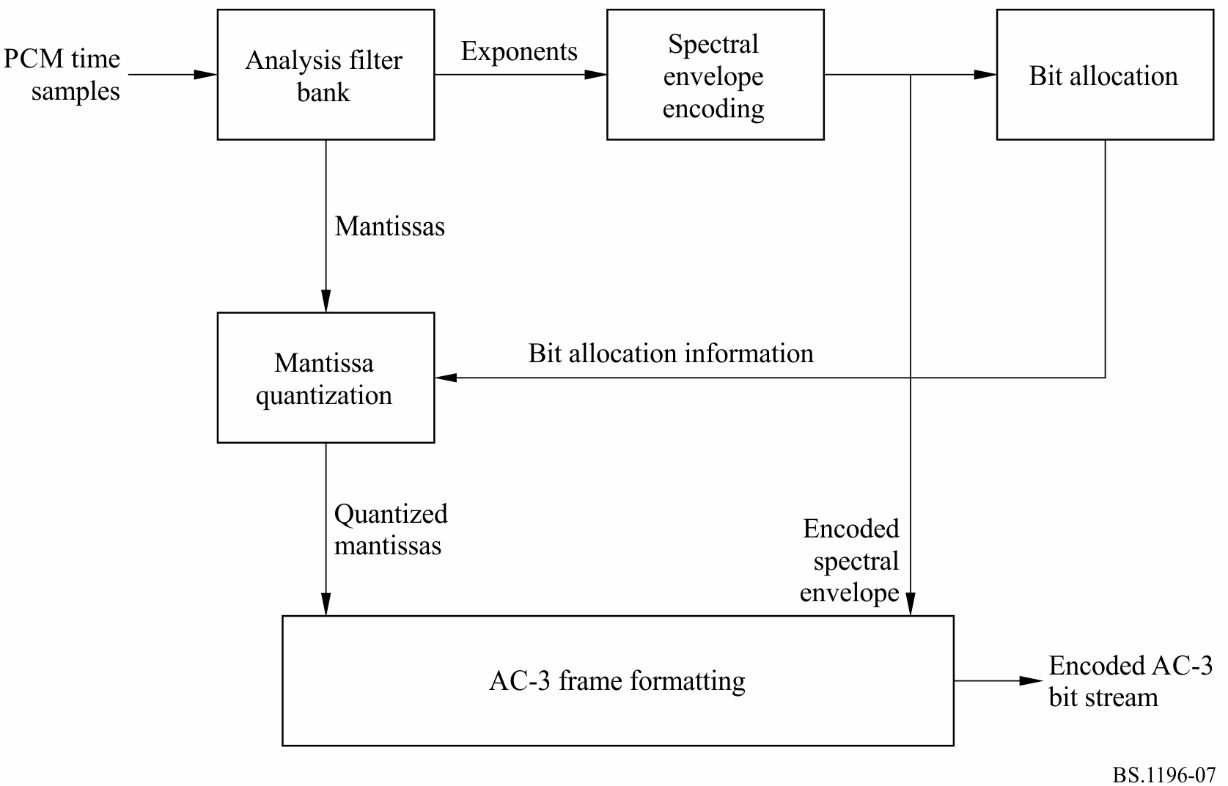 PCM time
samples
Analysis filter
bank
Exponents
Spectral
envelope
encoding
Bit allocation
Mantissas
Mantissa
quantization
Bit allocation information
Quantized
mantissas
Encoded
spectral
envelope
AC-3 frame formatting
Encoded AC-3
bit stream
BS.1196-07